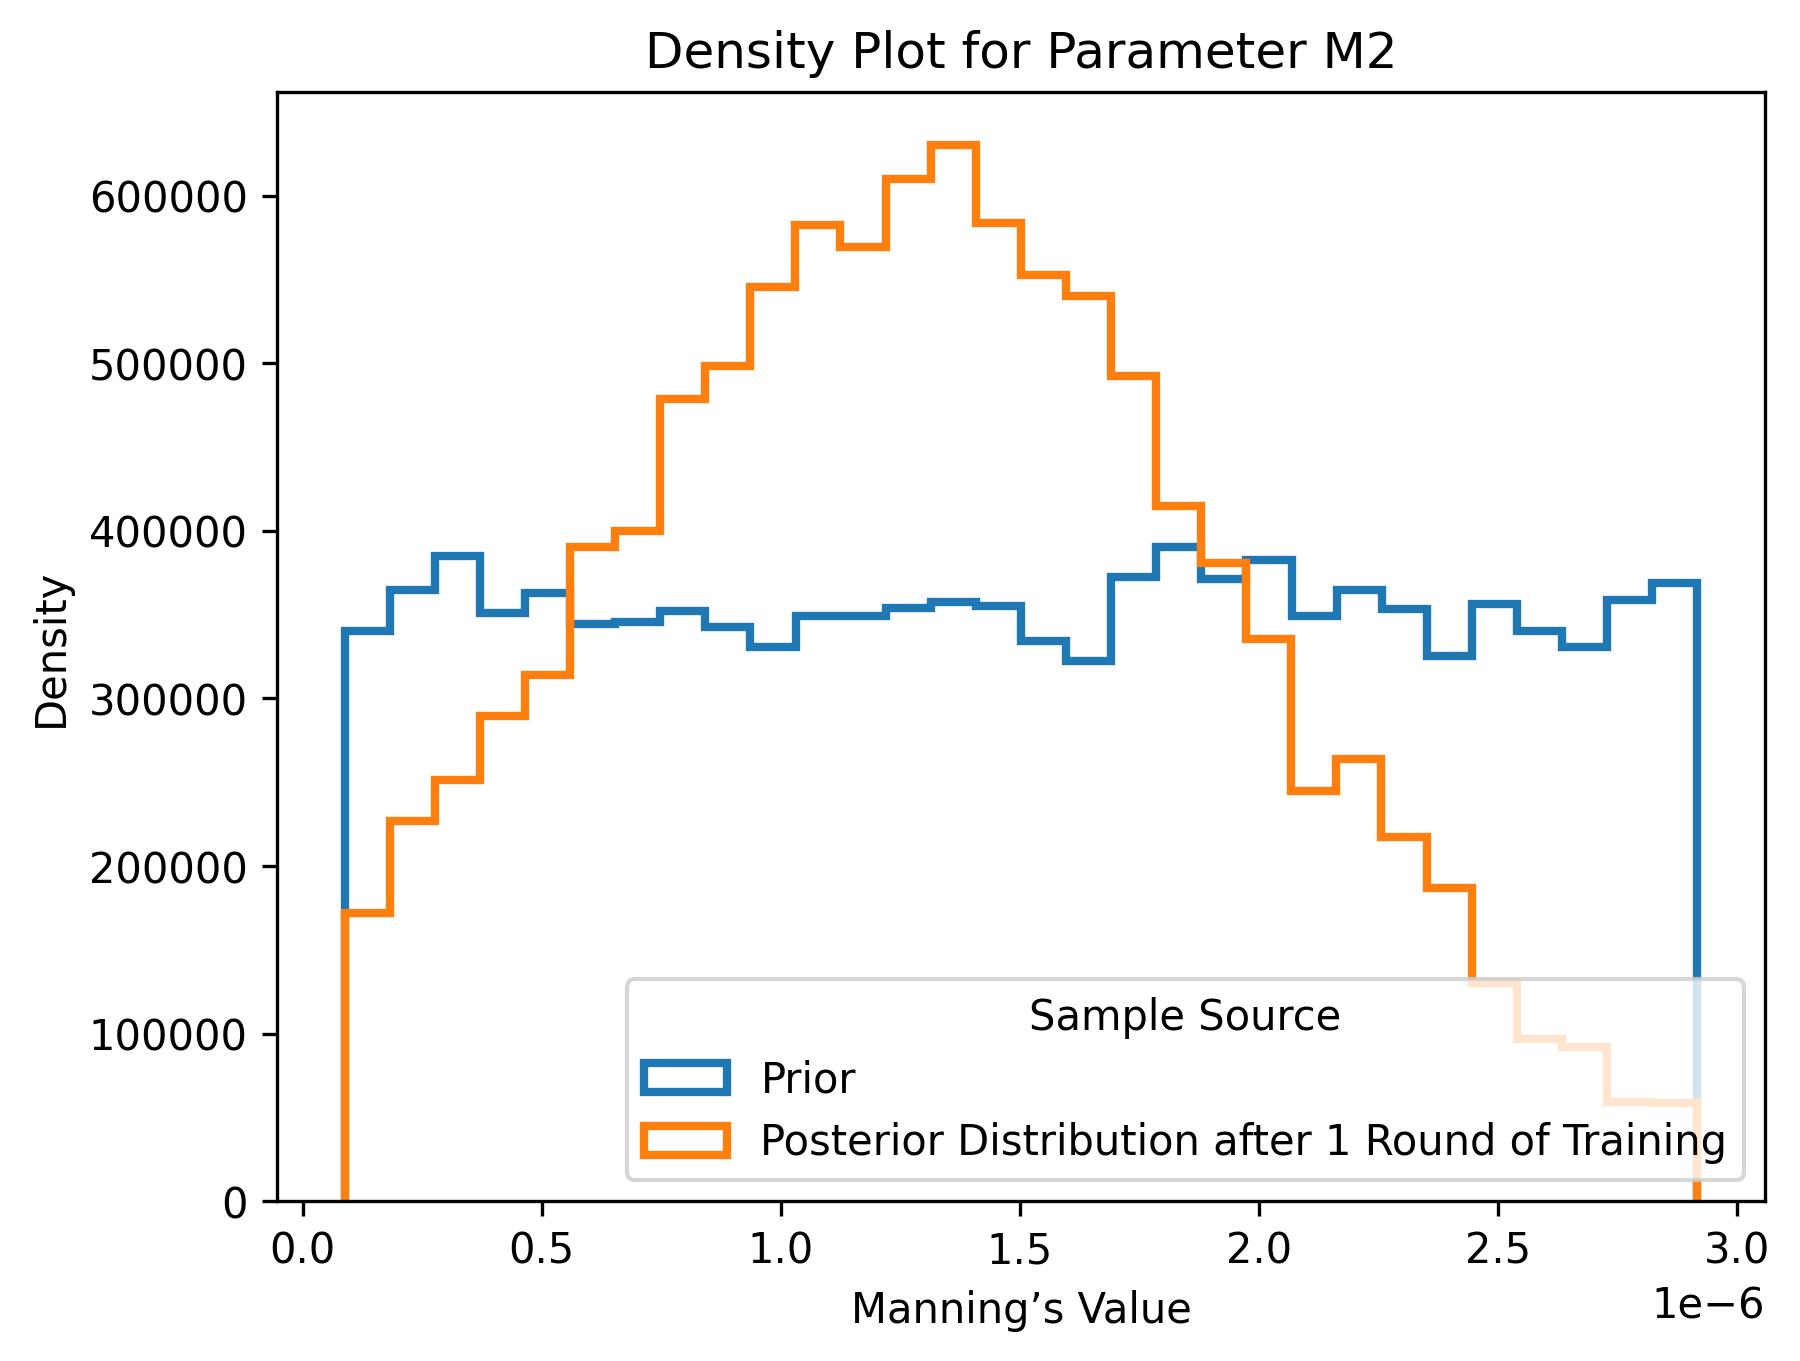 Density Plot for Parameter M2
Density
600000
500000
400000
300000
200000
100000
0
Sample Source
Prior
Posterior Distribution after 1 Round of Training
0.0 0.5 1.0 1.5 2.0 2.5 3.0
1e−6
Manning’s Value